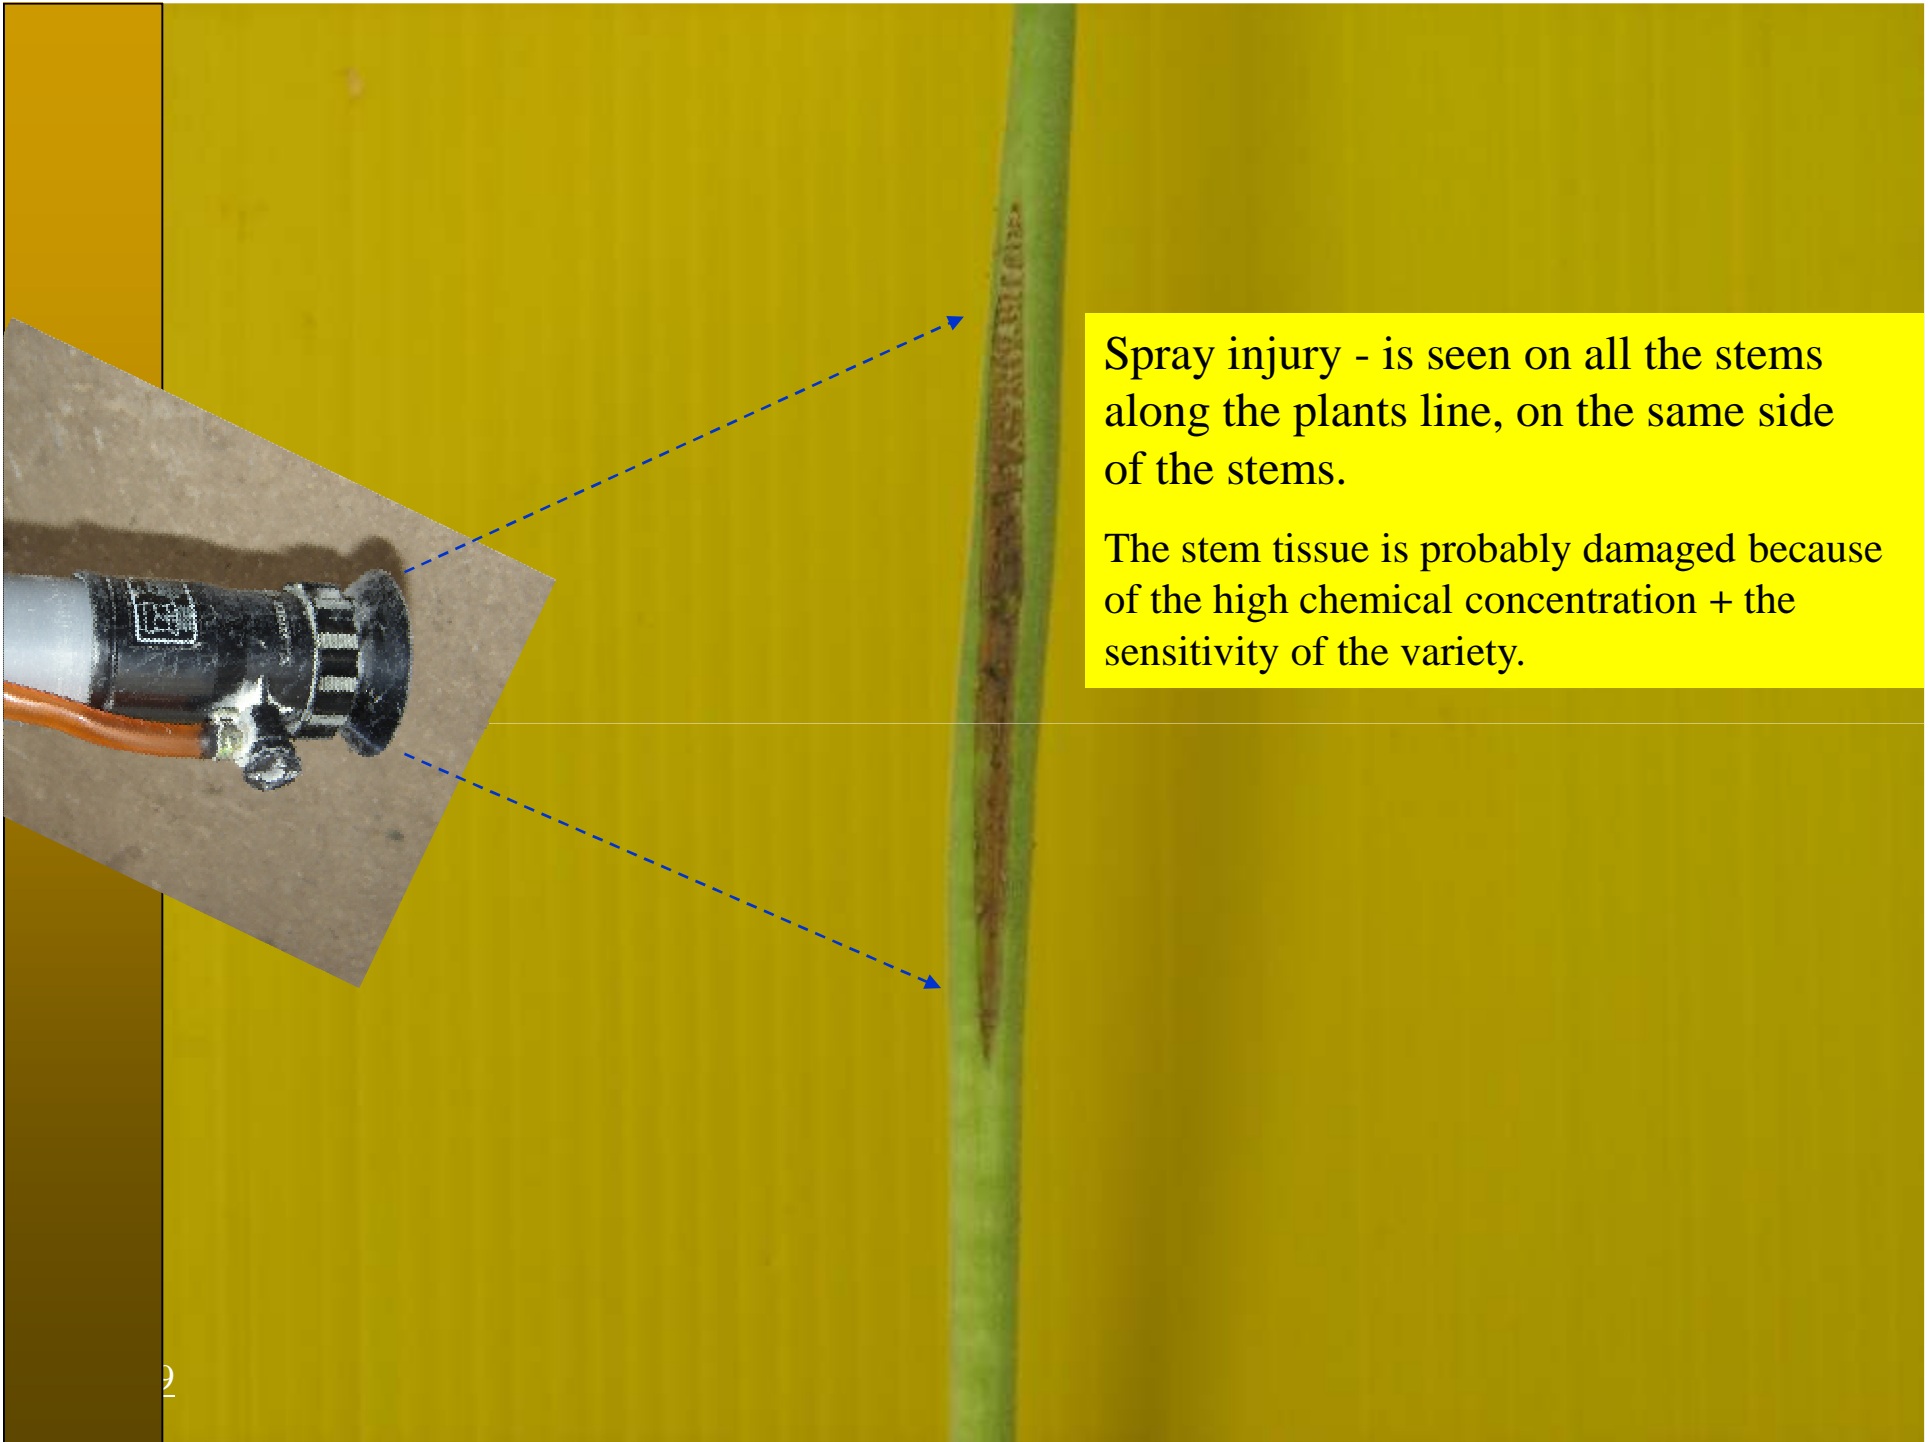 Spray injury - is seen on all the stems
along the plants line, on the same side
of the stems.
The stem tissue is probably damaged because
of the high chemical concentration + the
sensitivity of the variety.
9